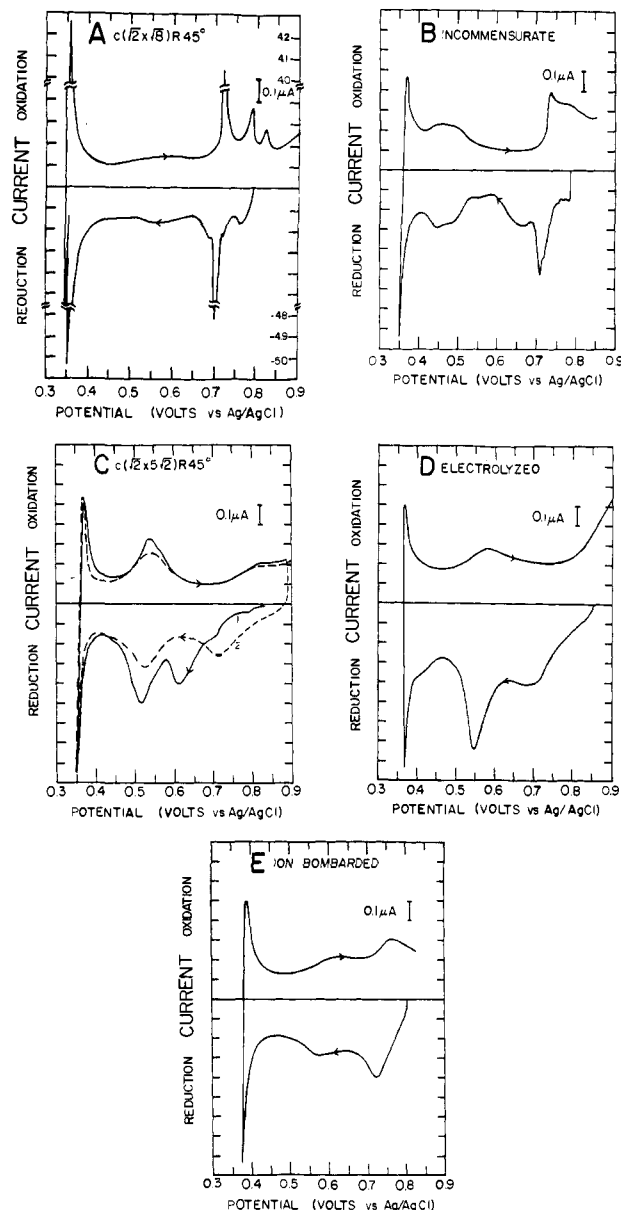 A c(√2x√8)R45°
0.1μA
42
41
40
-48
-49
-50
REDUCTION CURRENT OXIDATION
0.3 0.4 0.5 0.6 0.7 0.8 0.9
POTENTIAL (VOLTS vs Ag/AgCl)
B INCOMMENSURATE
0.1μA
REDUCTION CURRENT OXIDATION
0.3 0.4 0.5 0.6 0.7 0.8 0.9
POTENTIAL (VOLTS vs Ag/AgCl)
C c(√2x5√2)R45°
0.1μA
1
2
REDUCTION CURRENT OXIDATION
0.3 0.4 0.5 0.6 0.7 0.8 0.9
POTENTIAL (VOLTS vs Ag/AgCl)
D ELECTROLYZED
0.1μA
REDUCTION CURRENT OXIDATION
0.3 0.4 0.5 0.6 0.7 0.8 0.9
POTENTIAL (VOLTS vs Ag/AgCl)
E ION BOMBARDED
0.1μA
REDUCTION CURRENT OXIDATION
0.3 0.4 0.5 0.6 0.7 0.8 0.9
POTENTIAL (VOLTS vs Ag/AgCl)